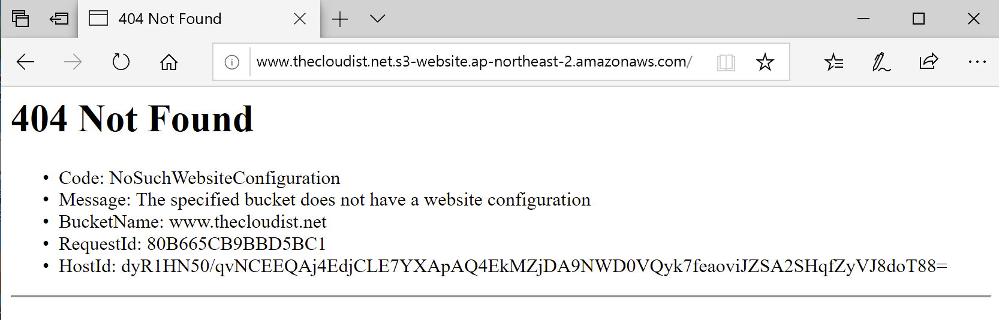 404 Not Found
www.thecloudist.net.s3-website.ap-northeast-2.amazonaws.com/
404 Not Found
• Code: NoSuchWebsiteConfiguration
• Message: The specified bucket does not have a website configuration
• BucketName: www.thecloudist.net
• RequestId: 80B665CB9BBD5BC1
• HostId: dyR1HN50/qvNCEEQAj4EdjCLE7YXApAQ4EkMZjDA9NWD0VQyk7feaoviJZSA2SHqfZyVJ8doT88=